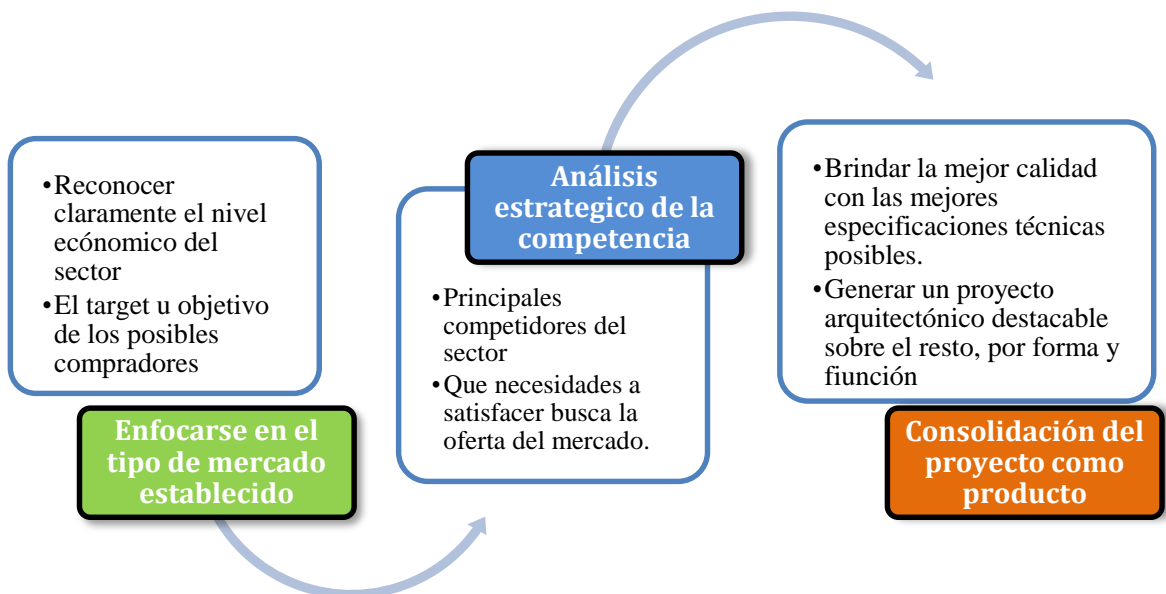 •Reconocer
claramente el nivel
ecónomico del
sector
•El target u objetivo
de los posibles
compradores
Enfocarse en el
tipo de mercado
establecido
Análisis
estrategico de la
competencia
•Principales
competidores del
sector
•Que necesidades a
satisfacer busca la
oferta del mercado.
•Brindar la mejor calidad
con las mejores
especificaciones técnicas
posibles.
•Generar un proyecto
arquitectónico destacable
sobre el resto, por forma y
fiunción
Consolidación del
proyecto como
producto